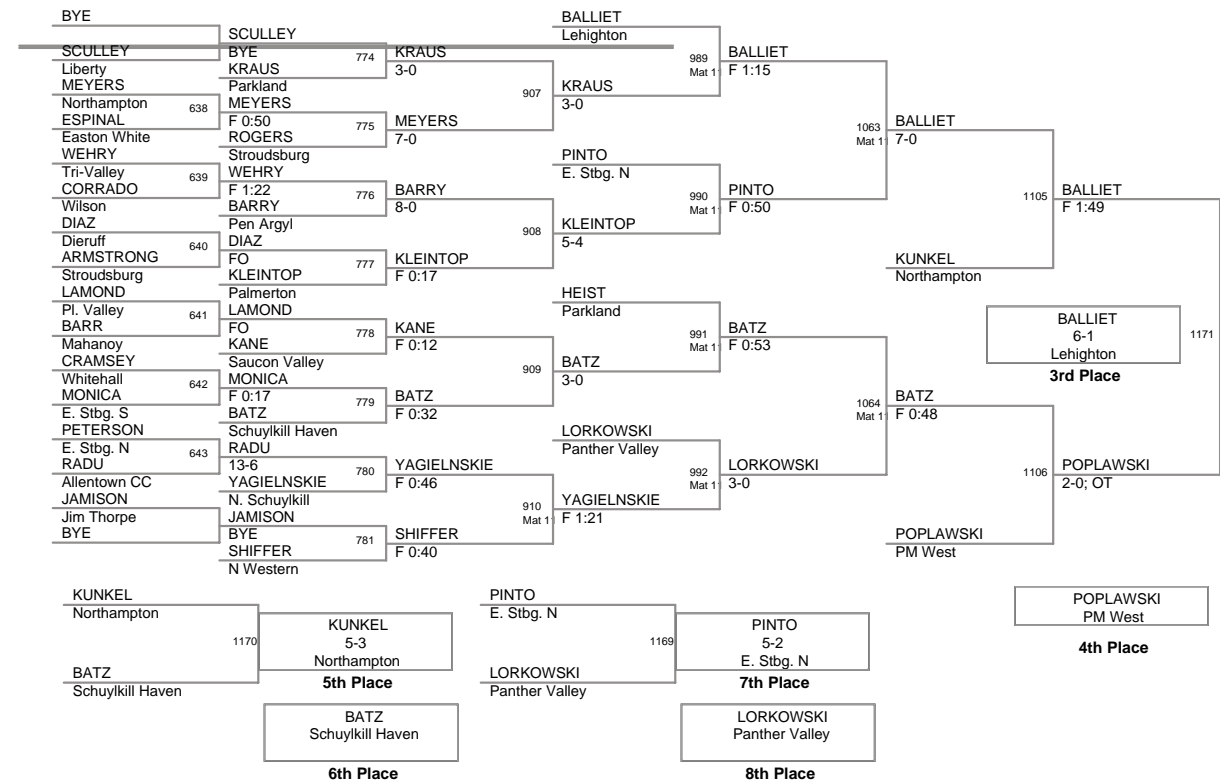 BYE
SCULLEY
Liberty
MEYERS
Northampton
638
ESPINAL
Easton White
WEHRY
Tri-Valley
639
CORRADO
Wilson
DIAZ
Dieruff
640
ARMSTRONG
Stroudsburg
LAMOND
Pl. Valley
641
BARR
Mahanoy
CRAMSEY
Whitehall
642
MONICA
E. Stbg. S
PETERSON
E. Stbg. N
643
RADU
Allentown CC
JAMISON
Jim Thorpe
BYE
SCULLEY
BYE
774
KRAUS
Parkland
MEYERS
F 0:50
775
ROGERS
Stroudsburg
WEHRY
F 1:22
776
BARRY
Pen Argyl
DIAZ
FO
777
KLEINTOP
Palmerton
LAMOND
FO
778
KANE
Saucon Valley
MONICA
F 0:17
779
BATZ
Schuylkill Haven
RADU
13-6
780
YAGIELNSKIE
N. Schuylkill
JAMISON
BYE
781
SHIFFER
N Western
KRAUS
3-0
907
MEYERS
7-0
BARRY
8-0
908
KLEINTOP
F 0:17
KANE
F 0:12
909
BATZ
F 0:32
YAGIELNSKIE
F 0:46
910
Mat 11
SHIFFER
F 0:40
BALLIET
Lehighton
989
Mat 11
KRAUS
3-0
PINTO
E. Stbg. N
990
Mat 11
KLEINTOP
5-4
HEIST
Parkland
991
Mat 11
BATZ
3-0
LORKOWSKI
Panther Valley
992
Mat 11
YAGIELNSKIE
F 1:21
BALLIET
F 1:15
1063
Mat 11
PINTO
F 0:50
BATZ
F 0:53
1064
Mat 11
LORKOWSKI
3-0
BALLIET
7-0
1105
KUNKEL
Northampton
BATZ
F 0:48
1106
POPLAWSKI
PM West
BALLIET
F 1:49
1171
POPLAWSKI
2-0; OT
BALLIET
6-1
Lehighton
3rd Place
POPLAWSKI
PM West
4th Place
KUNKEL
Northampton
1170
BATZ
Schuylkill Haven
KUNKEL
5-3
Northampton
5th Place
BATZ
Schuylkill Haven
6th Place
PINTO
E. Stbg. N
1169
LORKOWSKI
Panther Valley
PINTO
5-2
E. Stbg. N
7th Place
LORKOWSKI
Panther Valley
8th Place